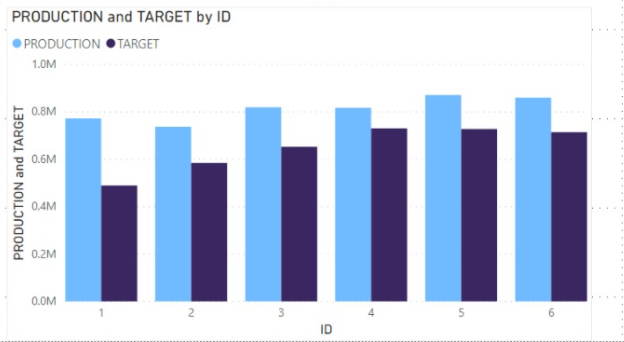 PRODUCTION and TARGET by ID
PRODUCTION TARGET
1.0M
0.8M
0.6M
0.4M
0.2M
0.0M
PRODUCTION and TARGET
1 2 3 4 5 6
ID